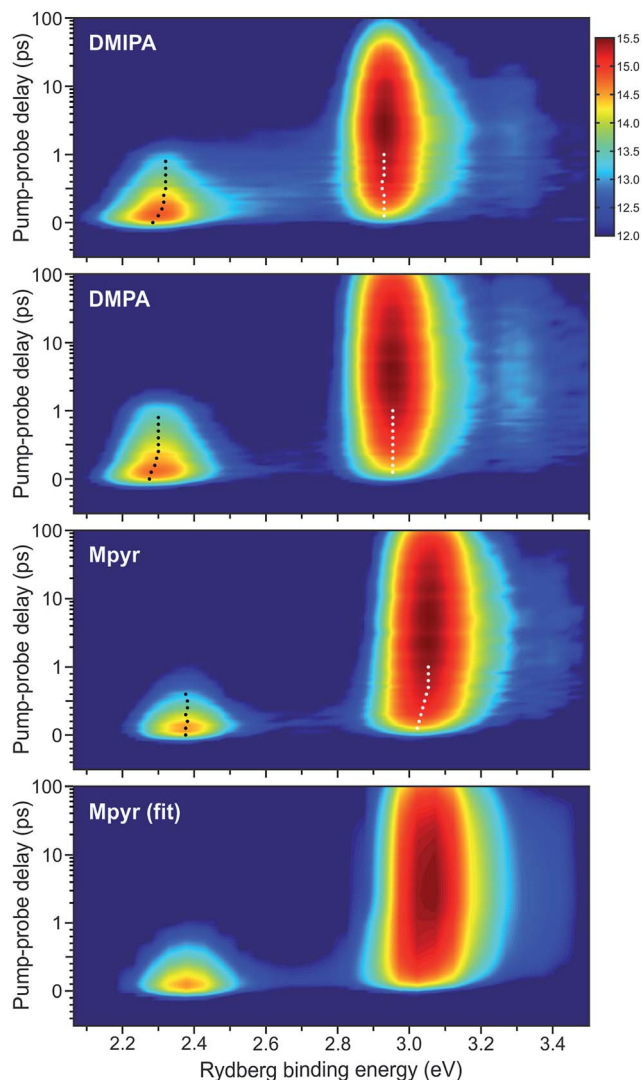 100
DMIPA
10
1
0
Pump-probe delay (ps)
15.5
15.0
14.5
14.0
13.5
13.0
12.5
12.0
100
DMPA
10
1
0
Pump-probe delay (ps)
100
Mpyr
10
1
0
Pump-probe delay (ps)
100
Mpyr (fit)
10
1
0
Pump-probe delay (ps)
2.2 2.4 2.6 2.8 3.0 3.2 3.4
Rydberg binding energy (eV)